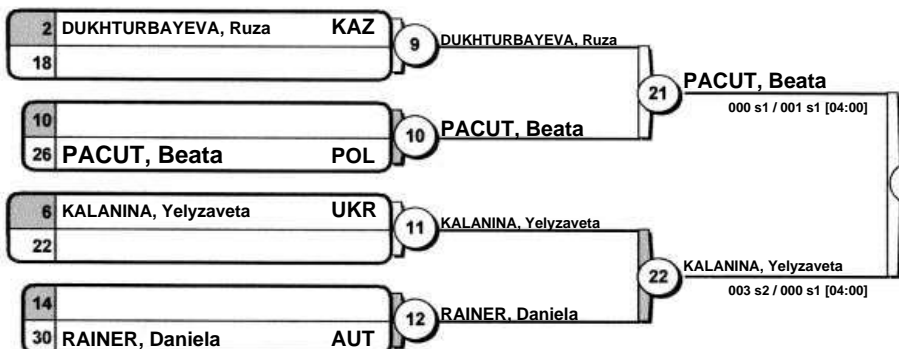 2 DUKHTURBAYEVA, Ruza KAZ
18
9 DUKHTURBAYEVA, Ruza
10
26 PACUT, Beata POL
10 PACUT, Beata
21 PACUT, Beata
000 s1 / 001 s1 [04:00]
6 KALANINA, Yelyzaveta UKR
22
11 KALANINA, Yelyzaveta
14
30 RAINER, Daniela AUT
12 RAINER, Daniela
22 KALANINA, Yelyzaveta
003 s2 / 000 s1 [04:00]